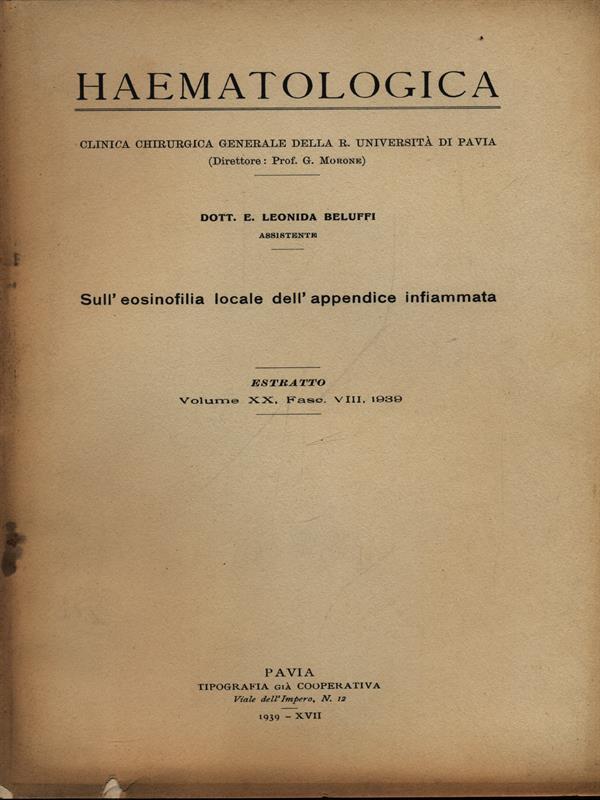 HAEMATOLOGICA
CLINICA CHIRURGICA GENERALE DELLA R. UNIVERSITÀ DI PAVIA
(Direttore: Prof. G. MORONE)
DOTT. E. LEONIDA BELUFFI
ASSISTENTE
Sull' eosinofilia locale dell' appendice infiammata
ESTRATTO
Volume XX, Fasc. VIII, 1939
PAVIA
TIPOGRAFIA GIÀ COOPERATIVA
Viale dell'Impero, N. 12
1939 - XVII